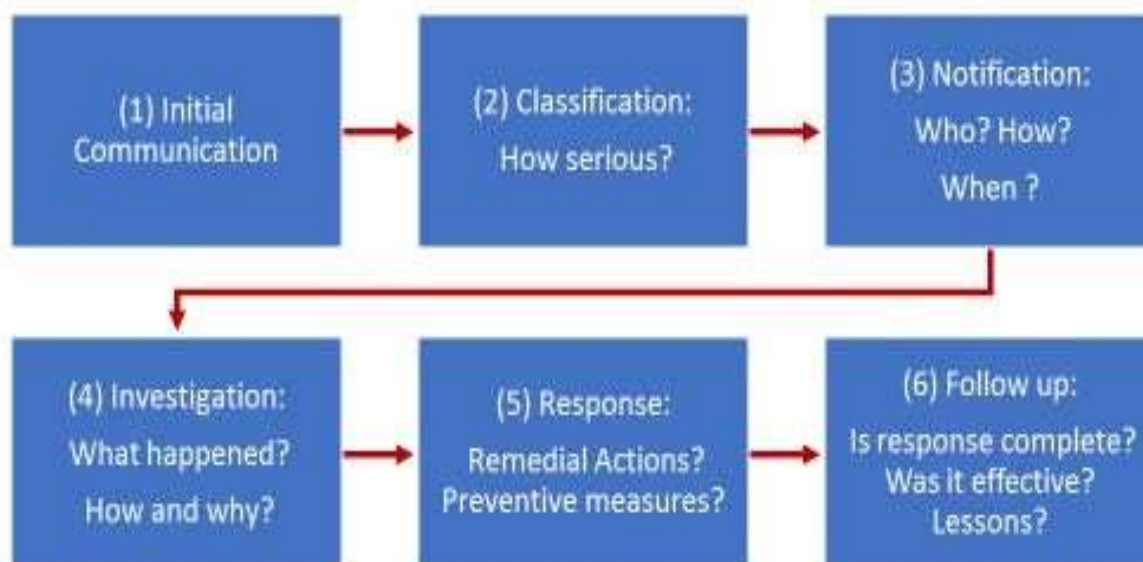 (1) Initial
Communication
(2) Classification:
How serious?
(3) Notification:
Who? How?
When ?
(4) Investigation:
What happened?
How and why?
(5) Response:
Remedial Actions?
Preventive measures?
(6) Follow up:
Is response complete?
Was it effective?
Lessons?